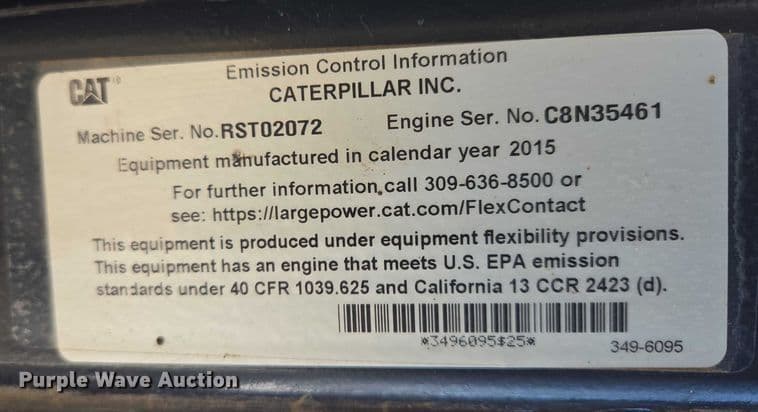 CAT®
Emission Control Information
CATERPILLAR INC.
Machine Ser. No. RST02072 Engine Ser. No. C8N35461
Equipment manufactured in calendar year 2015
For further information, call 309-636-8500 or
see: https://largepower.cat.com/FlexContact
This equipment is produced under equipment flexibility provisions.
This equipment has an engine that meets U.S. EPA emission
standards under 40 CFR 1039.625 and California 13 CCR 2423 (d).
*3496095$25*
349-6095
Purple Wave Auction